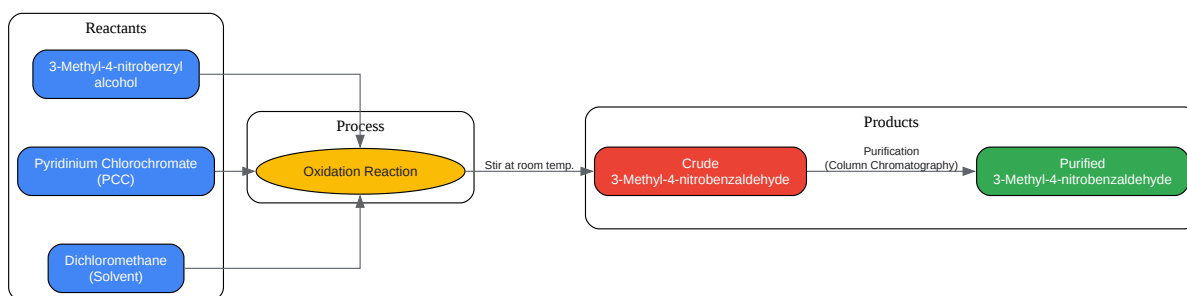 Reactants
3-Methyl-4-nitrobenzyl
alcohol
Pyridinium Chlorochromate
(PCC)
Dichloromethane
(Solvent)
Process
Oxidation Reaction
Stir at room temp.
Products
Crude
3-Methyl-4-nitrobenzaldehyde
Purification
(Column Chromatography)
Purified
3-Methyl-4-nitrobenzaldehyde